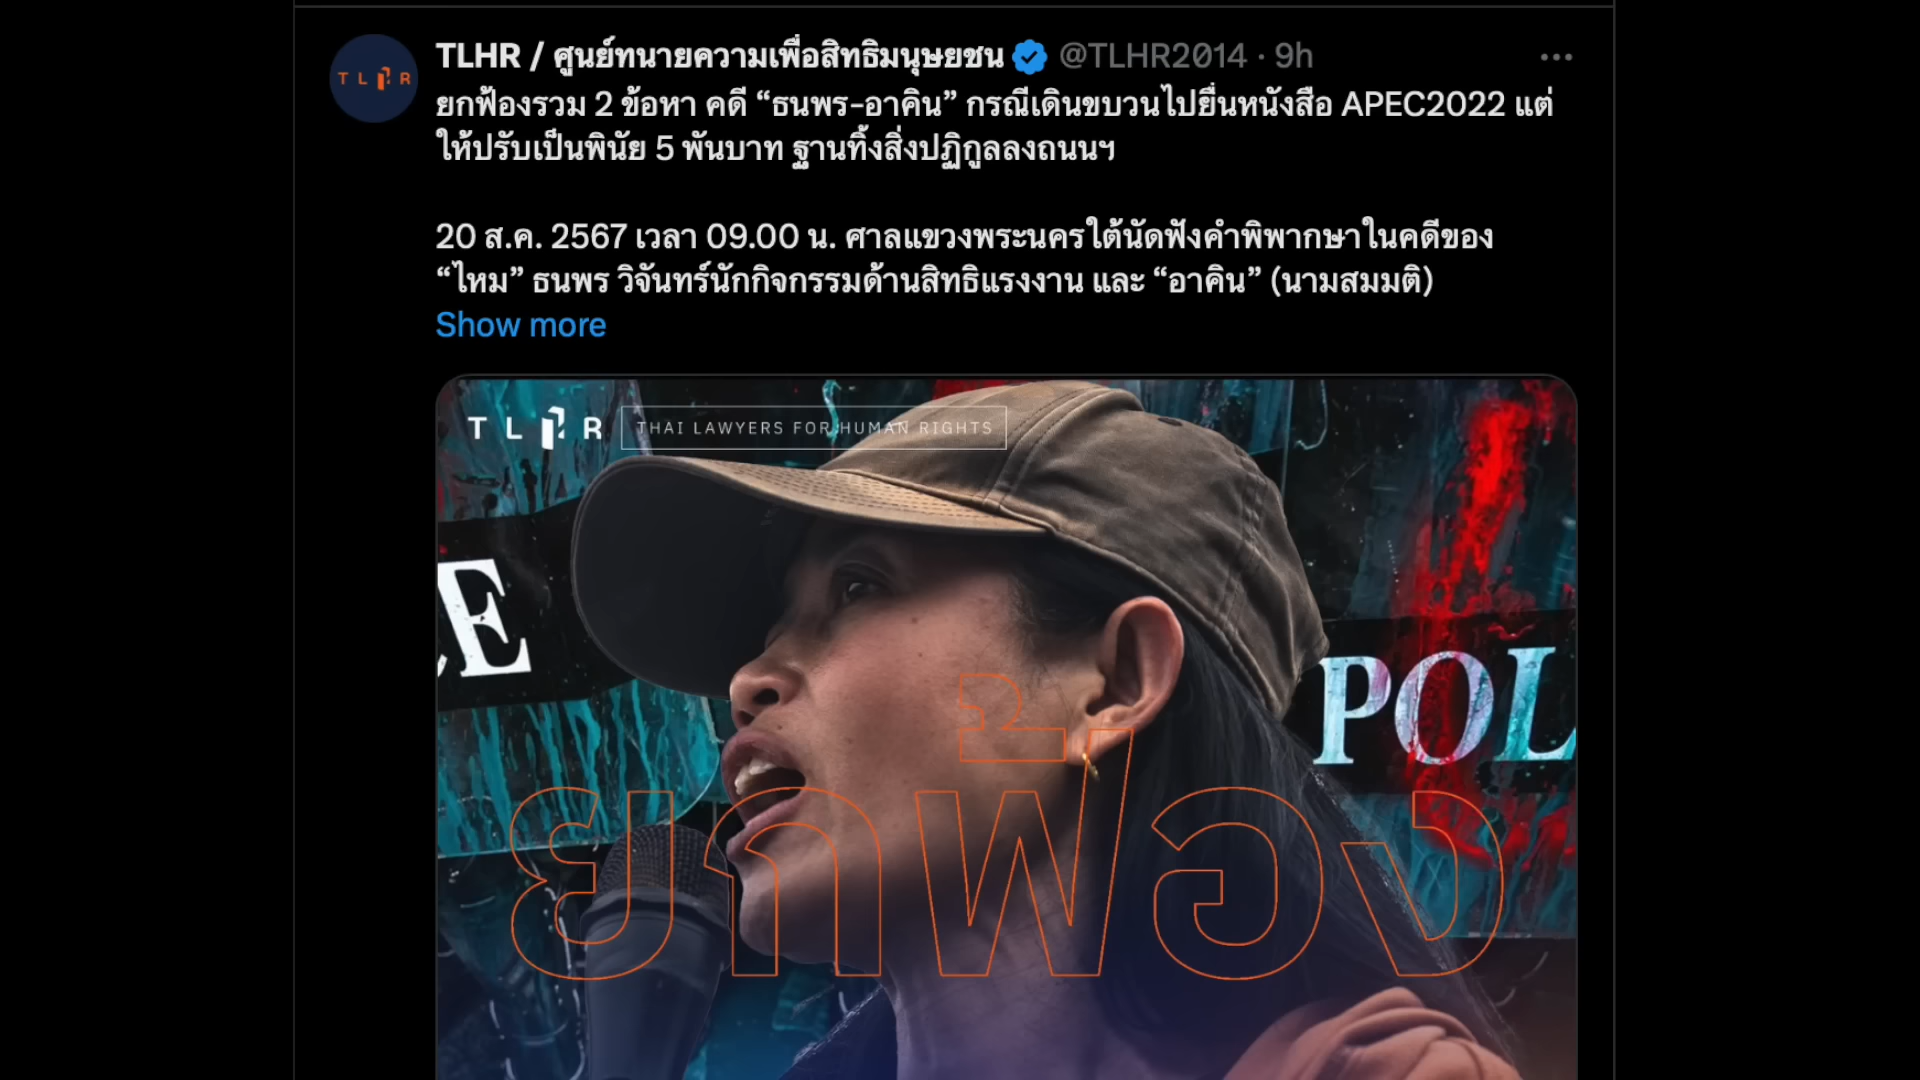 TLHR
TLHR / ศูนย์ทนายความเพื่อสิทธิมนุษยชน @TLHR2014 · 9h
ยกฟ้องรวม 2 ข้อหา คดี “ธนพร-อาคิน” กรณีเดินขบวนไปยื่นหนังสือ APEC2022 แต่
ให้ปรับเป็นพินัย 5 พันบาท ฐานทิ้งสิ่งปฏิกูลลงถนนฯ
20 ส.ค. 2567 เวลา 09.00 น. ศาลแขวงพระนครใต้นัดฟังคำพิพากษาในคดีของ
“ไหม” ธนพร วิจันทร์นักกิจกรรมด้านสิทธิแรงงาน และ “อาคิน” (นามสมมติ)
Show more
TLHR THAI LAWYERS FOR HUMAN RIGHTS
CE
POL
ยกฟ้อง